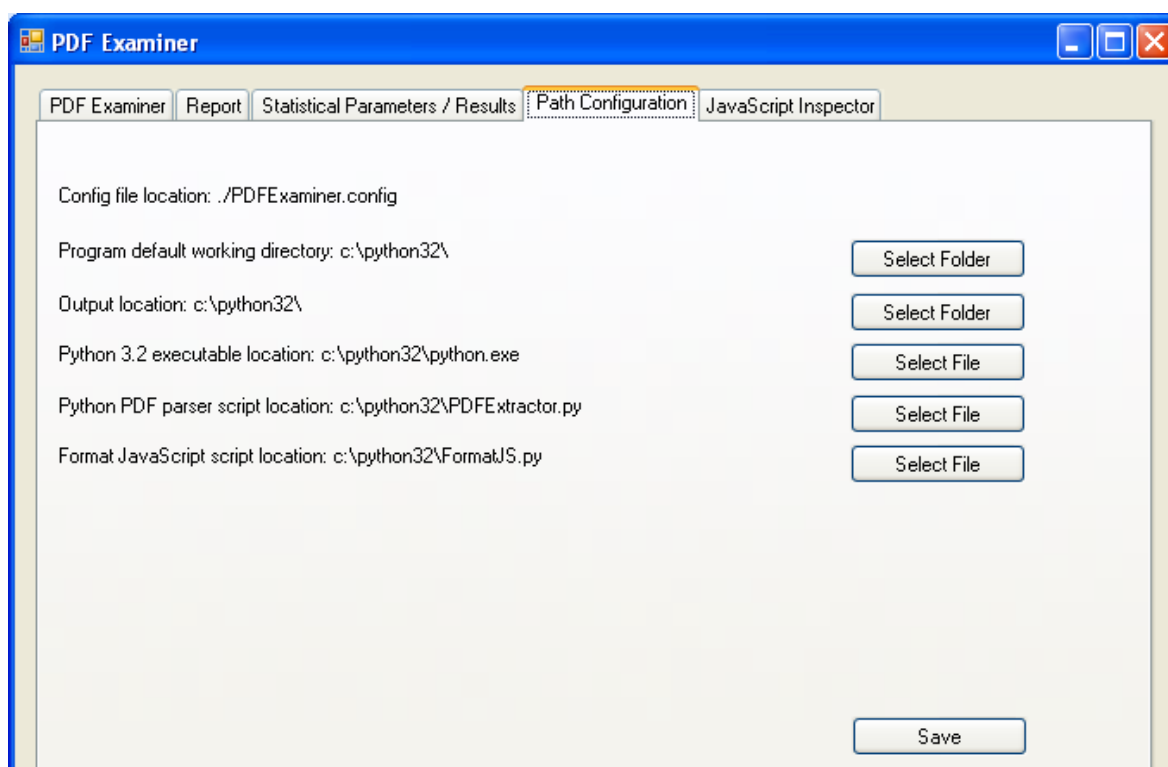 PDF Examiner
PDF Examiner Report Statistical Parameters / Results Path Configuration JavaScript Inspector
Config file location: ./PDFExaminer.config
Program default working directory: c:\python32\ Select Folder
Output location: c:\python32\ Select Folder
Python 3.2 executable location: c:\python32\python.exe Select File
Python PDF parser script location: c:\python32\PDFExtractor.py Select File
Format JavaScript script location: c:\python32\FormatJS.py Select File
Save